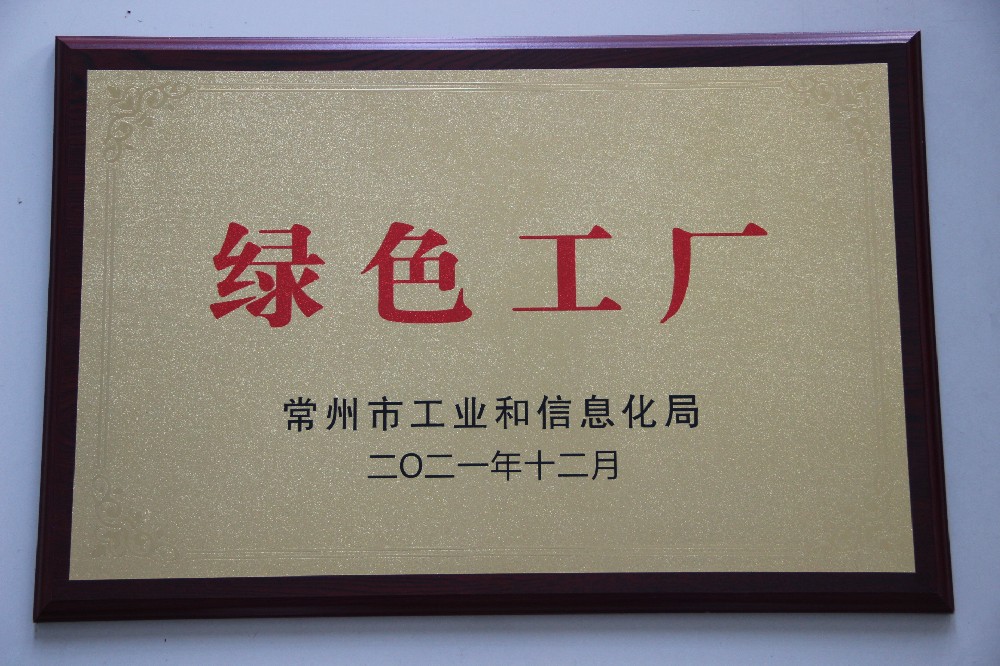 绿色工厂
常州市工业和信息化局
二〇二一年十二月